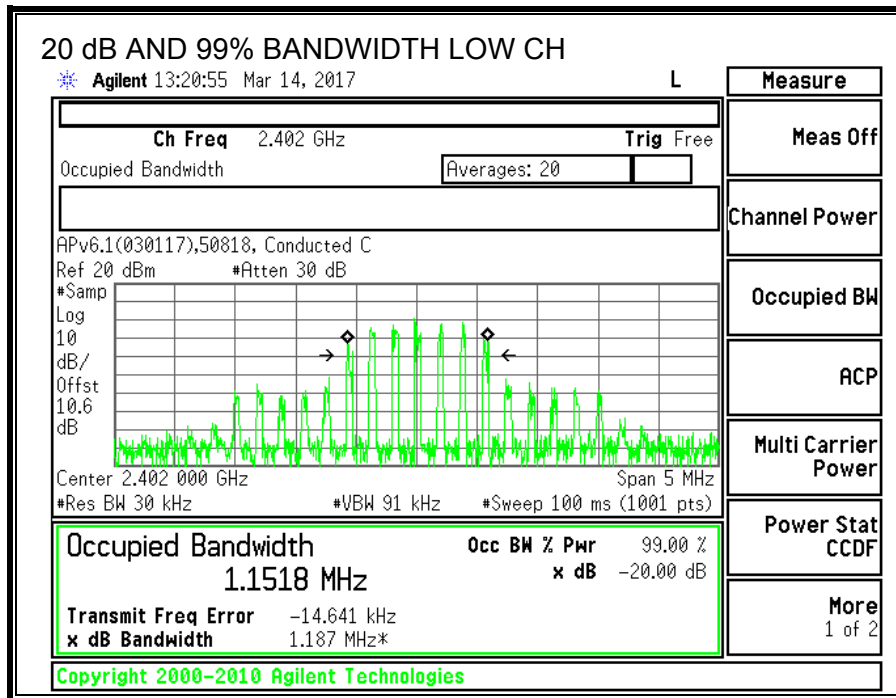 20 dB AND 99% BANDWIDTH LOW CH
Agilent 13:20:55 Mar 14, 2017 L
Measure
Ch Freq 2.402 GHz Trig Free
Occupied Bandwidth Averages: 20
APv6.1(030117),50818, Conducted C
Ref 20 dBm #Atten 30 dB
#Samp
Log
10
dB/
Offst
10.6
dB
Center 2.402 000 GHz Span 5 MHz
#Res BW 30 kHz #VBW 91 kHz #Sweep 100 ms (1001 pts)
Occupied Bandwidth Occ BW % Pwr 99.00 %
1.1518 MHz x dB -20.00 dB
Transmit Freq Error -14.641 kHz
x dB Bandwidth 1.187 MHz*
Copyright 2000-2010 Agilent Technologies
Meas Off
Channel Power
Occupied BW
ACP
Multi Carrier
Power
Power Stat
CCDF
More
1 of 2